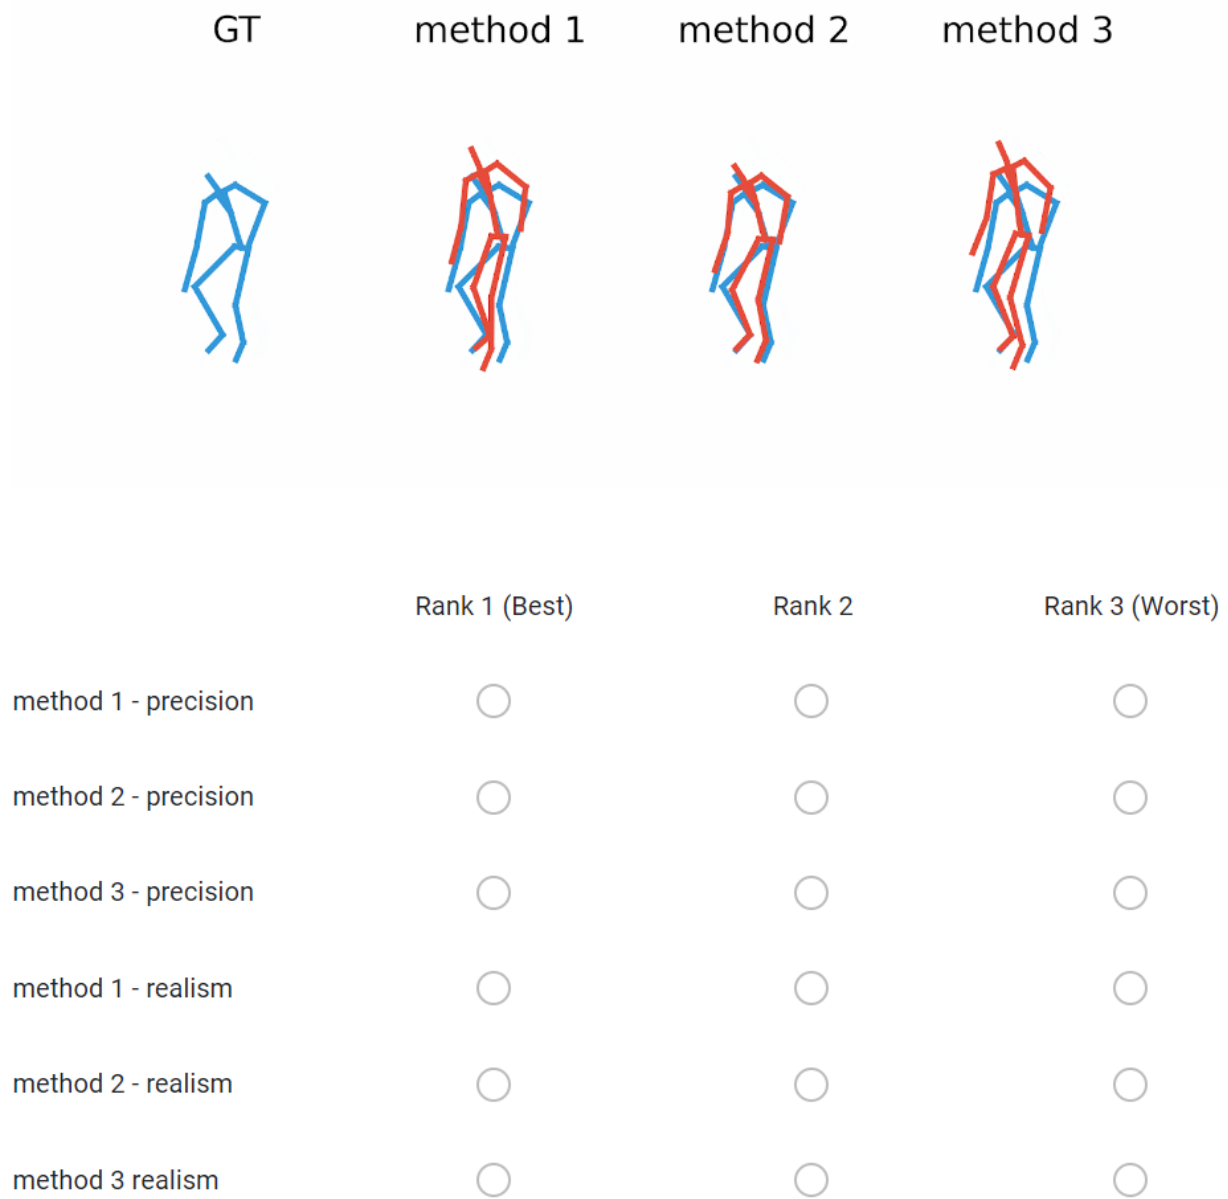 GT method 1 method 2 method 3
Rank 1 (Best) Rank 2 Rank 3 (Worst)
method 1 - precision
method 2 - precision
method 3 - precision
method 1 - realism
method 2 - realism
method 3 realism